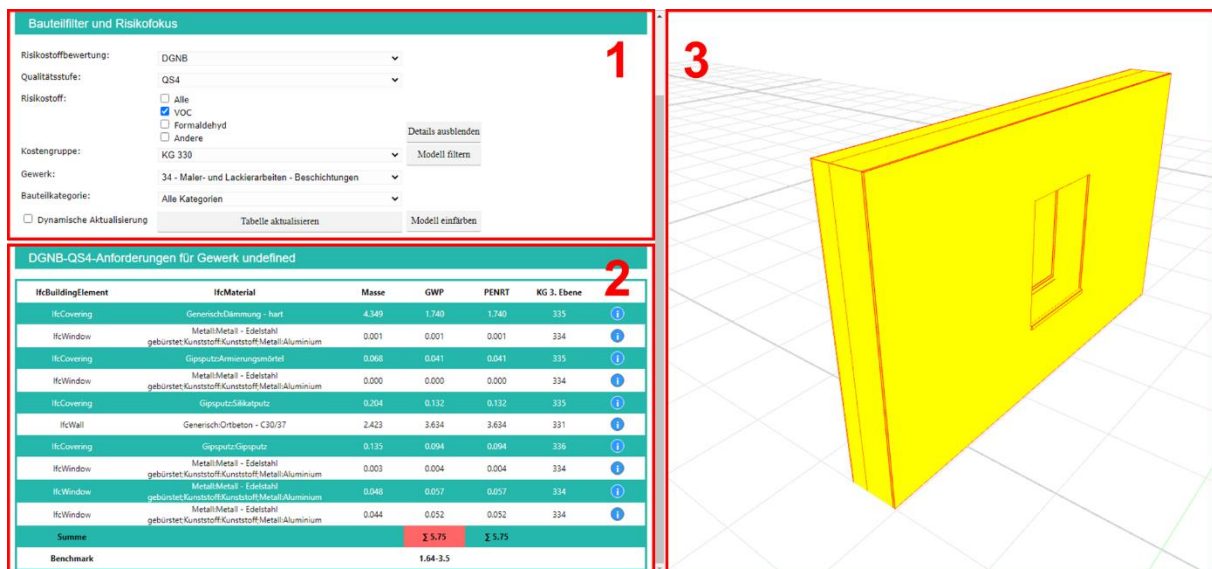 Bauteilfilter und Risikofokus
1
Risikostoffbewertung:
DGNB
Qualitätsstufe:
QS4
Risikostoff:
Alle
VOC
Formaldehyd
Andere
Details ausblenden
Kostengruppe:
KG 330
Modell filtern
Gewerk:
34 - Maler- und Lackierarbeiten - Beschichtungen
Bauteilkategorie:
Alle Kategorien
Dynamische Aktualisierung
Tabelle aktualisieren
Modell einfärben
DGNB-QS4-Anforderungen für Gewerk undefined
2
IfcBuildingElement IfcMaterial Masse GWP PENRT KG 3. Ebene
IfcCovering Generisch:Dämmung - hart 4.349 1.740 1.740 335 i
IfcWindow Metall:Metall - Edelstahl
gebürstet;Kunststoff:Kunststoff;Metall:Aluminium 0.001 0.001 0.001 334 i
IfcCovering Gipsputz:Armierungsmörtel 0.068 0.041 0.041 335 i
IfcWindow Metall:Metall - Edelstahl
gebürstet;Kunststoff:Kunststoff;Metall:Aluminium 0.000 0.000 0.000 334 i
IfcCovering Gipsputz:Silikatputz 0.204 0.132 0.132 335 i
IfcWall Generisch:Ortbeton - C30/37 2.423 3.634 3.634 331 i
IfcCovering Gipsputz:Gipsputz 0.135 0.094 0.094 336 i
IfcWindow Metall:Metall - Edelstahl
gebürstet;Kunststoff:Kunststoff;Metall:Aluminium 0.003 0.004 0.004 334 i
IfcWindow Metall:Metall - Edelstahl
gebürstet;Kunststoff:Kunststoff;Metall:Aluminium 0.048 0.057 0.057 334 i
IfcWindow Metall:Metall - Edelstahl
gebürstet;Kunststoff:Kunststoff;Metall:Aluminium 0.044 0.052 0.052 334 i
Summe Σ 5.75 Σ 5.75
Benchmark 1.64-3.5
3